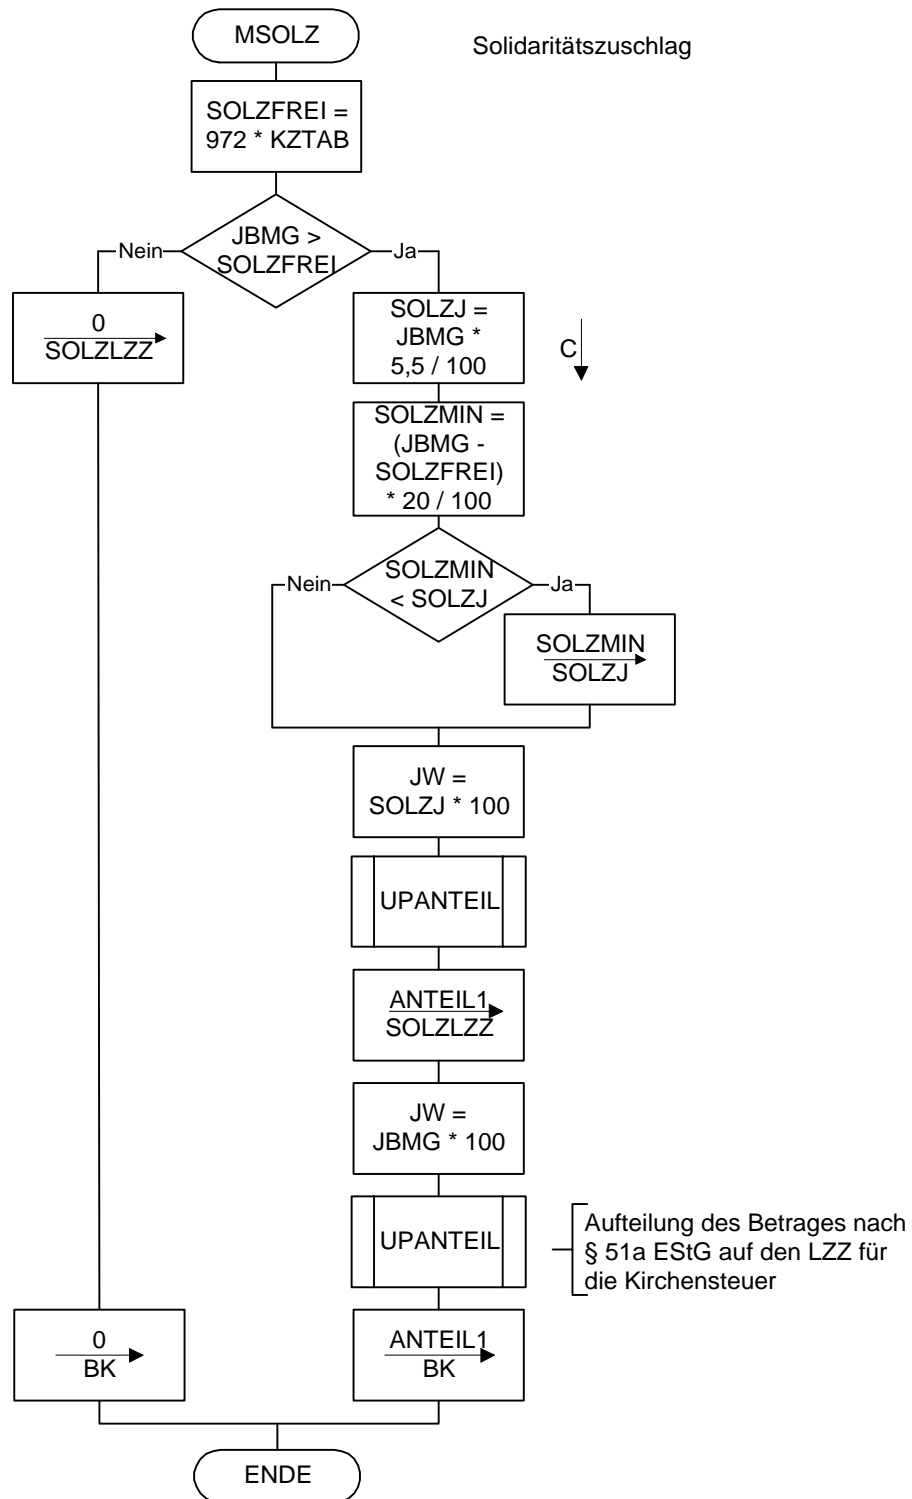 MSOLZ
Solidaritätszuschlag
SOLZFREI =
972 * KZTAB
JBMG >
SOLZFREI
Nein
Ja
0
SOLZLZZ
SOLZJ =
JBMG *
5,5 / 100
C
SOLZMIN =
(JBMG -
SOLZFREI)
* 20 / 100
SOLZMIN
< SOLZJ
Nein
Ja
SOLZMIN
SOLZJ
JW =
SOLZJ * 100
UPANTEIL
ANTEIL1
SOLZLZZ
JW =
JBMG * 100
UPANTEIL
Aufteilung des Betrages nach
§ 51a EStG auf den LZZ für
die Kirchensteuer
0
BK
ANTEIL1
BK
ENDE